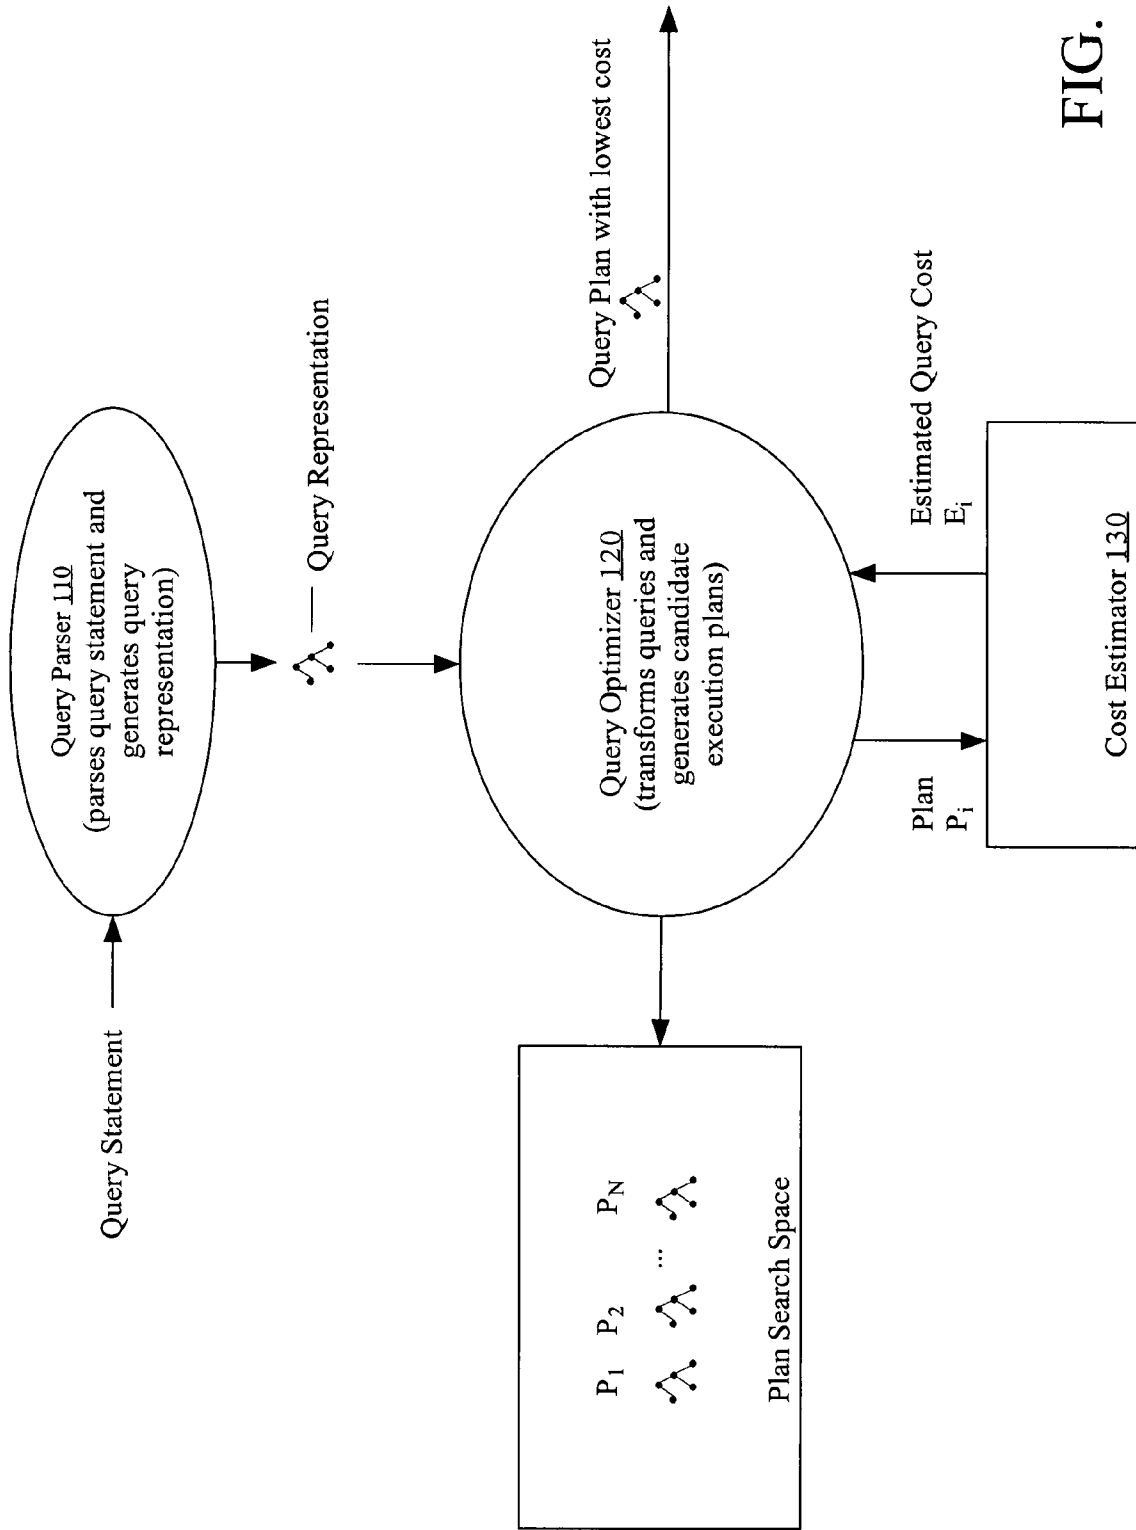 Query Statement
Query Parser 110
(parses query statement and
generates query
representation)
Query Representation
P1 P2 ... PN
Plan Search Space
Query Optimizer 120
(transforms queries and
generates candidate
execution plans)
Query Plan with lowest cost
Plan
Pi
Estimated Query Cost
Ei
Cost Estimator 130
FIG.